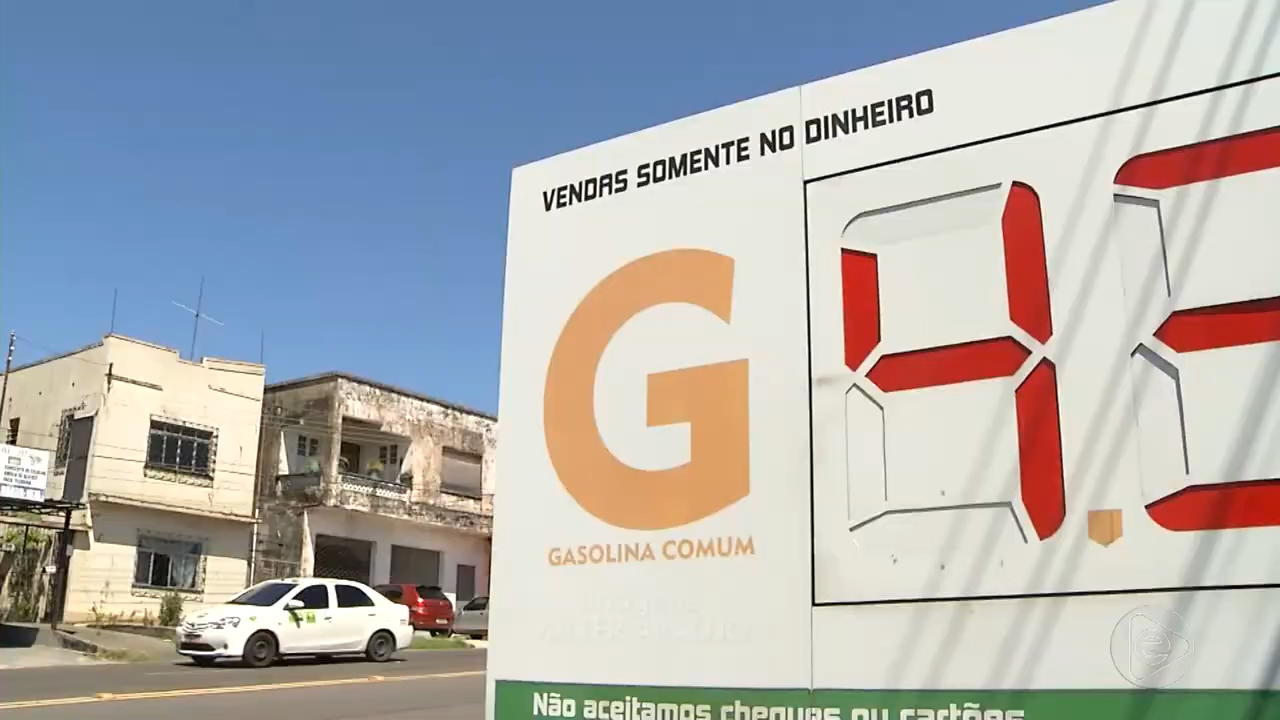 VENDAS SOMENTE NO DINHEIRO
G
GASOLINA COMUM
4.
Não aceitamos cheques ou cartões